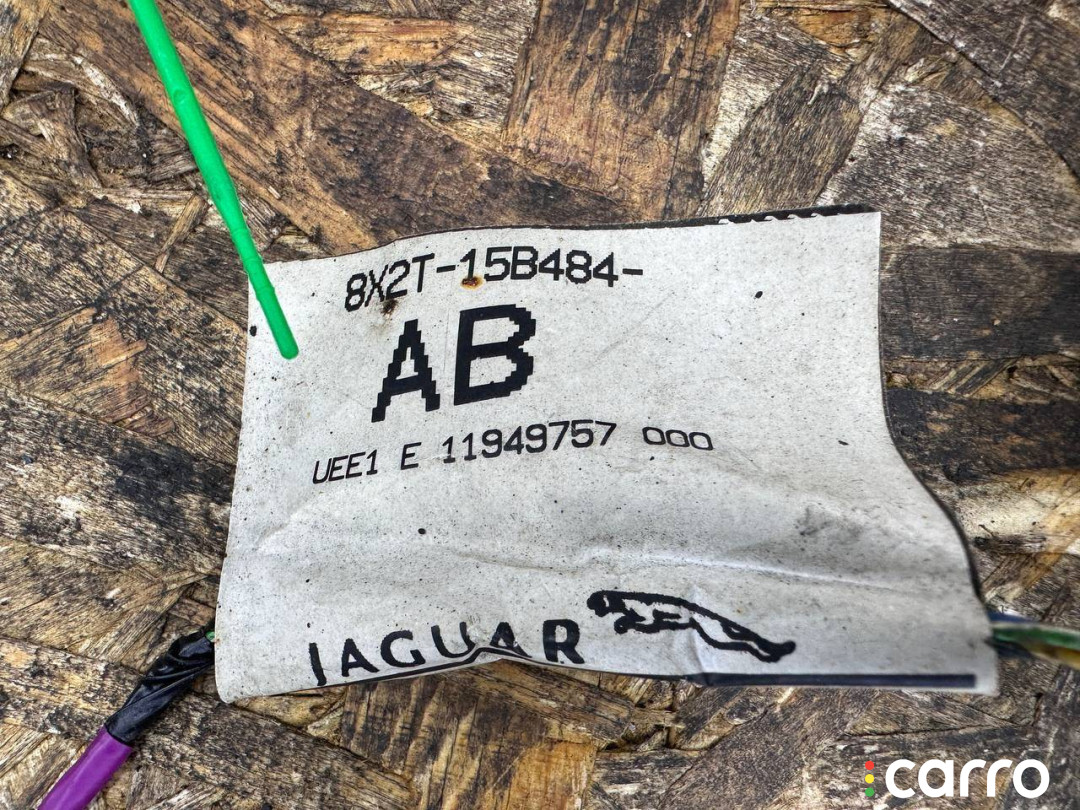 8X2T-15B484-
AB
UEE1 E 11949757 000
JAGUAR
carro